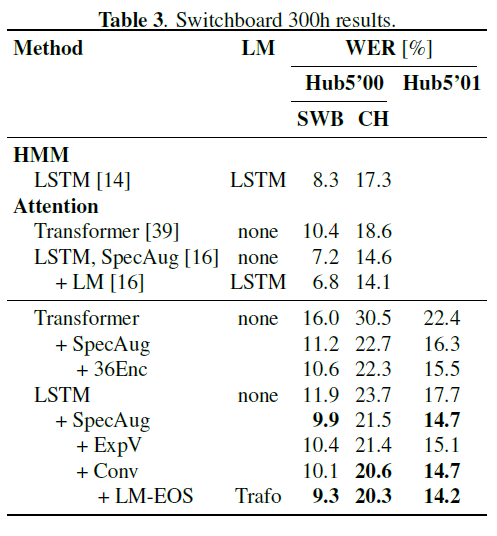 Table 3. Switchboard 300h results.
Method LM WER [%]
Hub5'00 Hub5'01
SWB CH
HMM
LSTM [14] LSTM 8.3 17.3
Attention
Transformer [39] none 10.4 18.6
LSTM, SpecAug [16] none 7.2 14.6
+ LM [16] LSTM 6.8 14.1
Transformer none 16.0 30.5 22.4
+ SpecAug 11.2 22.7 16.3
+ 36Enc 10.6 22.3 15.5
LSTM none 11.9 23.7 17.7
+ SpecAug 9.9 21.5 14.7
+ ExpV 10.4 21.4 15.1
+ Conv 10.1 20.6 14.7
+ LM-EOS Trafo 9.3 20.3 14.2